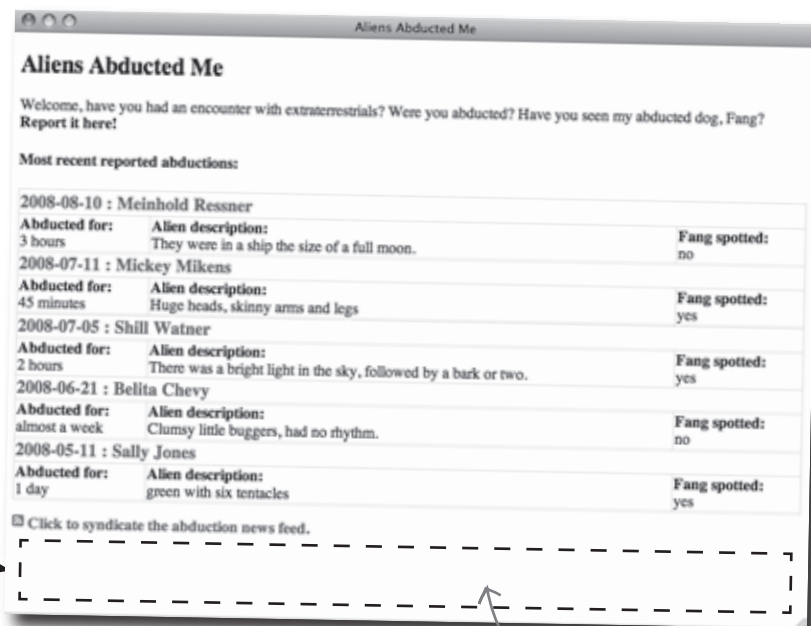 Aliens Abducted Me
Aliens Abducted Me
Welcome, have you had an encounter with extraterrestrials? Were you abducted? Have you seen my abducted dog, Fang?
Report it here!
Most recent reported abductions:
2008-08-10 : Meinhold Ressner
Abducted for: Alien description: Fang spotted:
3 hours They were in a ship the size of a full moon. no
2008-07-11 : Mickey Mikens
Abducted for: Alien description: Fang spotted:
45 minutes Huge heads, skinny arms and legs yes
2008-07-05 : Shill Watner
Abducted for: Alien description: Fang spotted:
2 hours There was a bright light in the sky, followed by a bark or two. yes
2008-06-21 : Belita Chevy
Abducted for: Alien description: Fang spotted:
almost a week Clumsy little buggers, had no rhythm. no
2008-05-11 : Sally Jones
Abducted for: Alien description: Fang spotted:
1 day green with six tentacles yes
Click to syndicate the abduction news feed.